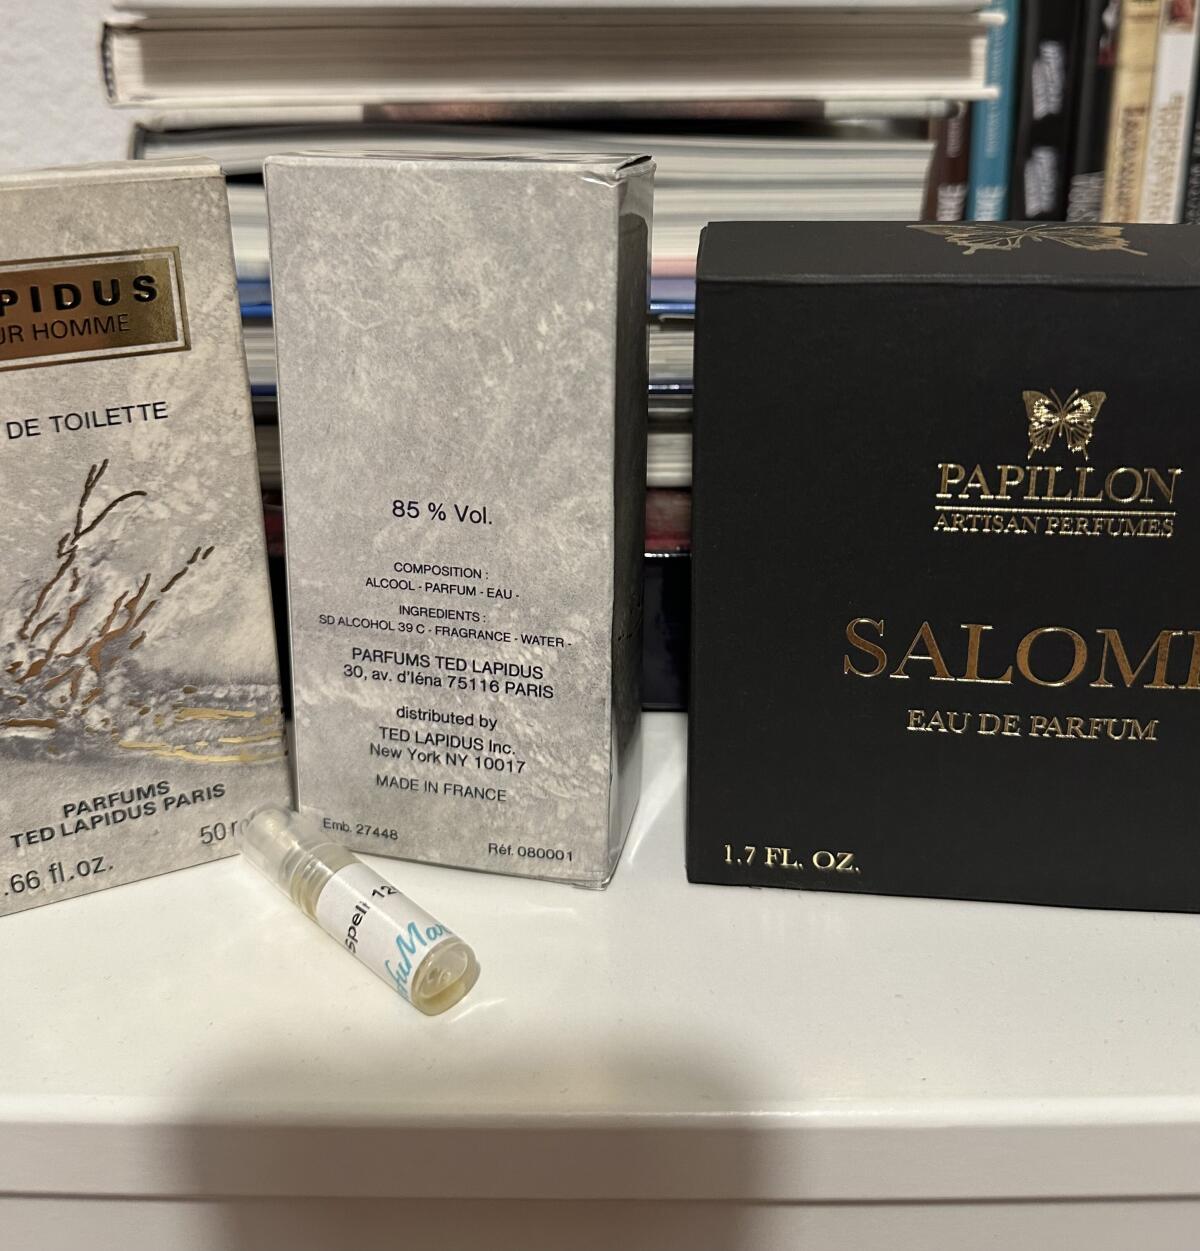 PIDUS
UR HOMME
DE TOILETTE
PARFUMS
TED LAPIDUS PARIS
50
.66 fl.oz.
85 % Vol.
COMPOSITION :
ALCOOL - PARFUM - EAU -
INGREDIENTS :
SD ALCOHOL 39 C - FRAGRANCE - WATER -
PARFUMS TED LAPIDUS
30, av. d'Iéna 75116 PARIS
distributed by
TED LAPIDUS Inc.
New York NY 10017
MADE IN FRANCE
Emb. 27448
Réf. 080001
PAPILLON
ARTISAN PERFUMES
SALOM
EAU DE PARFUM
1.7 FL. OZ.